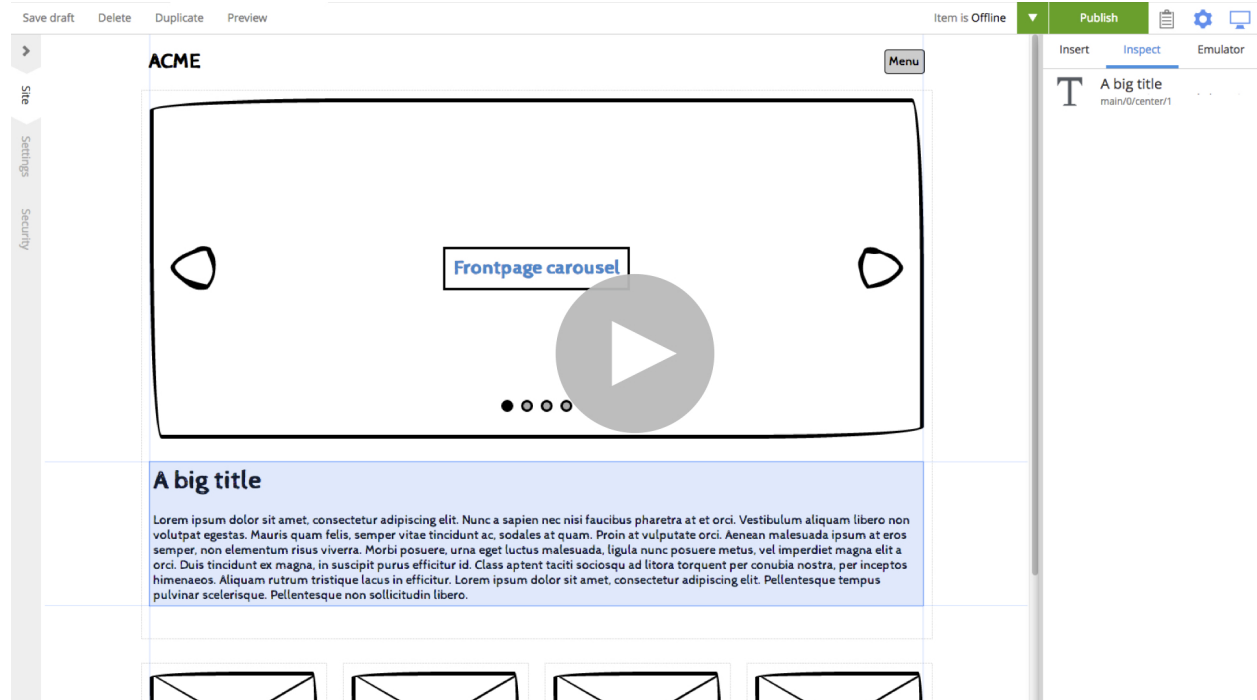 Save draft Delete Duplicate Preview Item is Offline Publish
Insert Inspect Emulator
Site
Settings
Security
ACME
Menu
A big title
main/0/center/1
Frontpage carousel
A big title
Lorem ipsum dolor sit amet, consectetur adipiscing elit. Nunc a sapien nec nisi faucibus pharetra at et orci. Vestibulum aliquam libero non
volutpat egestas. Mauris quam felis, semper vitae tincidunt ac, sodales at quam. Proin at vulputate orci. Aenean malesuada ipsum at eros
semper, non elementum risus viverra. Morbi posuere, urna eget luctus malesuada, ligula nunc posuere metus, vel imperdiet magna elit a
orci. Duis tincidunt ex magna, in suscipit purus efficitur id. Class aptent taciti sociosqu ad litora torquent per conubia nostra, per inceptos
himenaeos. Aliquam rutrum tristique lacus in efficitur. Lorem ipsum dolor sit amet, consectetur adipiscing elit. Pellentesque tempus
pulvinar scelerisque. Pellentesque non sollicitudin libero.